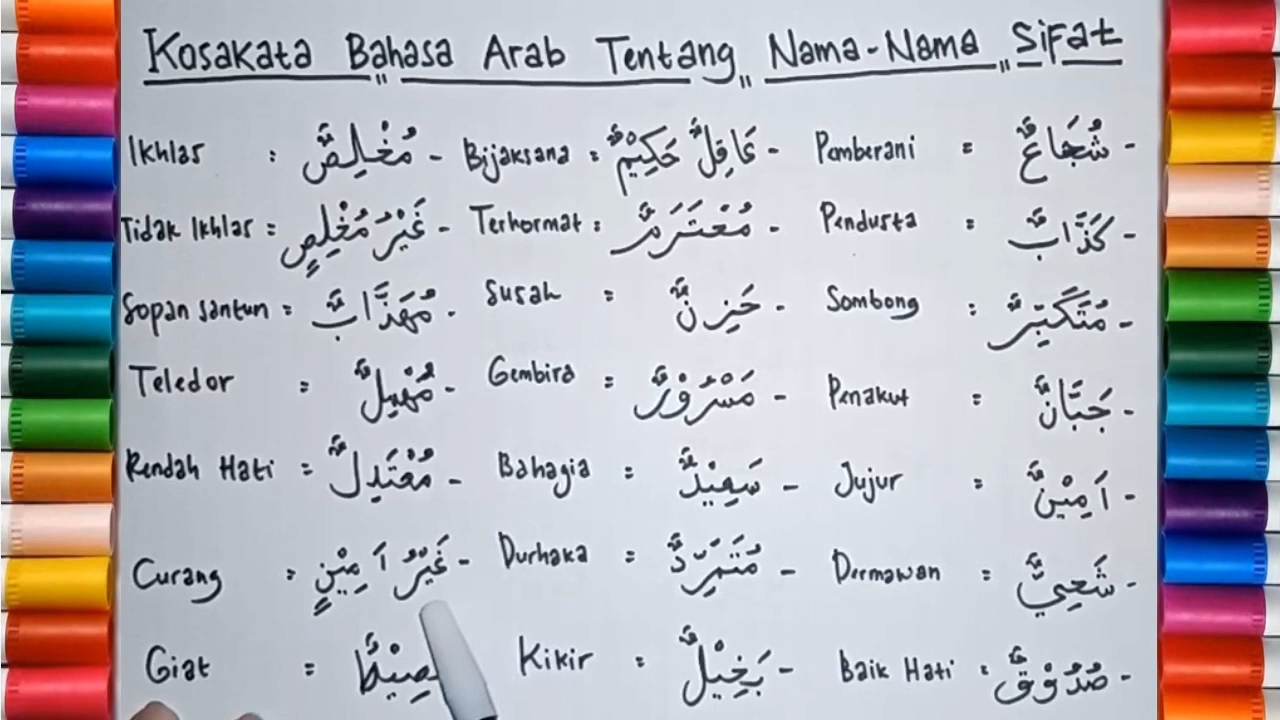 Kosakata Bahasa Arab Tentang Nama-Nama Sifat
Ikhlas : مُخْلِصٌ - Bijaksana = عَاقِلٌ حَكِيْمٌ - Pemberani = شُجَاعٌ -
Tidak Ikhlas = غَيْرُ مُخْلِصٍ - Terhormat : مُحْتَرَمٌ - Pendusta = كَذَّابٌ -
Sopan santun = مُهَذَّابٌ - Susah = حَزِنٌ - Sombong : مُتَكَبِّرٌ -
Teledor = مُهْمِلٌ - Gembira = مَسْرُوْرٌ - Penakut = جَبَّانٌ -
Rendah Hati = مُعْتَدِلٌ - Bahagia = سَعِيْدٌ - Jujur = اَمِيْنٌ -
Curang = غَيْرُ اَمِيْنٍ - Durhaka = مُتَمَرِّدٌ - Dermawan = شَعِيٌّ -
Giat = Kikir = بَخِيْلٌ - Baik Hati = صُدُوْقٌ -